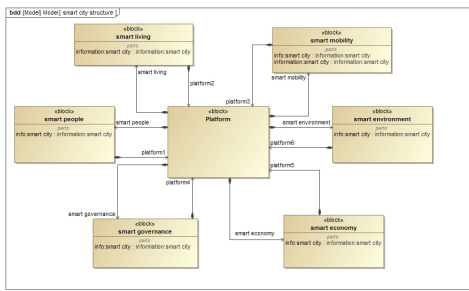 bdd [Model] Model[ smart city structure ]
«block»
smart living
parts
information:smart city : information:smart city
«block»
smart mobility
parts
information:smart city : information:smart city
information:smart city : information:smart city
smart living
platform2
smart mobility
platform3
«block»
smart people
parts
info:smart city : information:smart city
smart people
platform1
«block»
Platform
smart environment
platform6
platform5
«block»
smart environment
parts
info:smart city : information:smart city
platform4
smart governance
«block»
smart governance
parts
info:smart city : information:smart city
smart economy
«block»
smart economy
parts
info:smart city : information:smart city